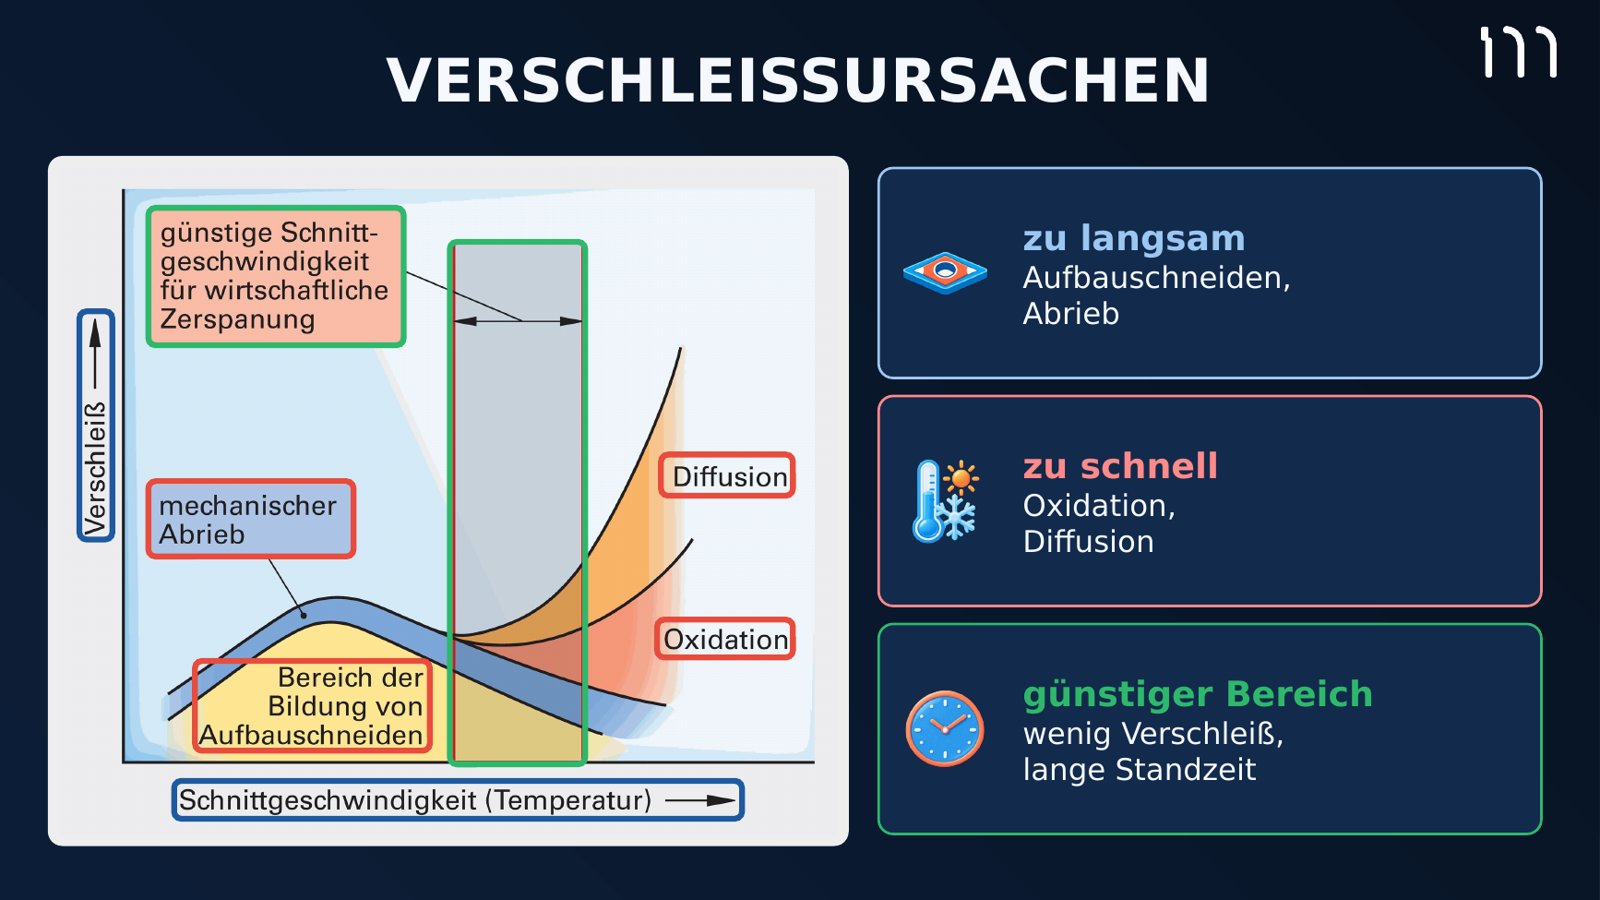 VERSCHLEISSURSACHEN
m
günstige Schnitt-
geschwindigkeit
für wirtschaftliche
Zerspanung
Verschleiß
mechanischer
Abrieb
Diffusion
Oxidation
Bereich der
Bildung von
Aufbauschneiden
Schnittgeschwindigkeit (Temperatur)
zu langsam
Aufbauschneiden,
Abrieb
zu schnell
Oxidation,
Diffusion
günstiger Bereich
wenig Verschleiß,
lange Standzeit